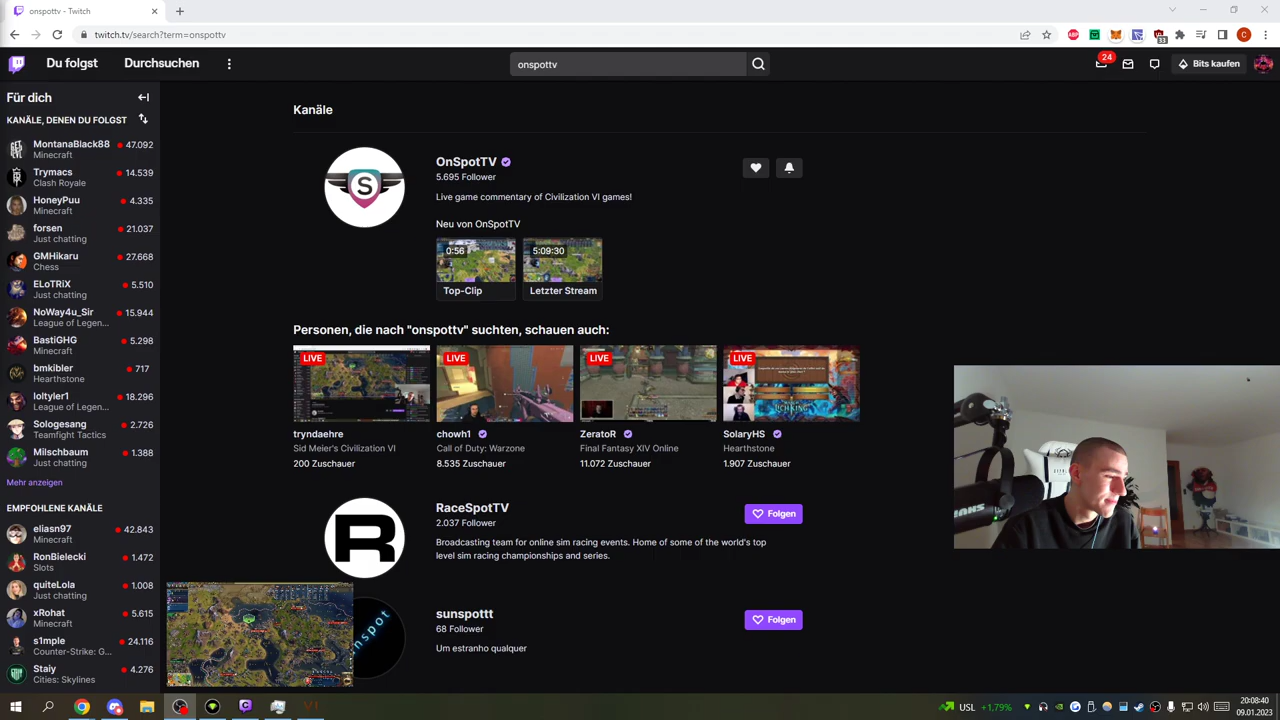 onspottv - Twitch
twitch.tv/search?term=onspottv
Du folgst
Durchsuchen
onspottv
24
Bits kaufen
Für dich
KANÄLE, DENEN DU FOLGST
MontanaBlack88 47.092
Minecraft
Trymacs 14.539
Clash Royale
HoneyPuu 4.335
Minecraft
forsen 21.037
Just chatting
GMHikaru 27.668
Chess
ELoTRiX 5.510
Just chatting
NoWay4u_Sir 15.944
League of Legen...
BastiGHG 5.298
Minecraft
bmkibler 717
Hearthstone
loltyler1 18.296
League of Legen...
Sologesang 2.726
Teamfight Tactics
Milschbaum 1.388
Just chatting
Mehr anzeigen
EMPFOHLENE KANÄLE
eliasn97 42.843
Minecraft
RonBielecki 1.472
Slots
quiteLola 1.008
Just chatting
xRohat 5.615
Minecraft
s1mple 24.116
Counter-Strike: G...
Staiy 4.276
Cities: Skylines
Kanäle
S
OnSpotTV
5.695 Follower
Live game commentary of Civilization VI games!
Neu von OnSpotTV
0:56
5:09:30
Top-Clip
Letzter Stream
Personen, die nach "onspottv" suchten, schauen auch:
LIVE
LIVE
LIVE
LIVE
tryndaehre
Sid Meier's Civilization VI
200 Zuschauer
chowh1
Call of Duty: Warzone
8.535 Zuschauer
ZeratoR
Final Fantasy XIV Online
11.072 Zuschauer
SolaryHS
Hearthstone
1.907 Zuschauer
R
RaceSpotTV
2.037 Follower
Broadcasting team for online sim racing events. Home of some of the world's top
level sim racing championships and series.
Folgen
nspot
sunspottt
68 Follower
Um estranho qualquer
Folgen
USL +1,79%
20:08:40
09.01.2023